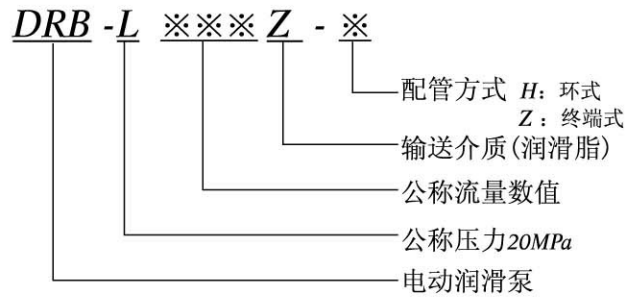 DRB -L ※※※ Z - ※
配管方式 H：环式
Z：终端式
输送介质(润滑脂)
公称流量数值
公称压力20MPa
电动润滑泵